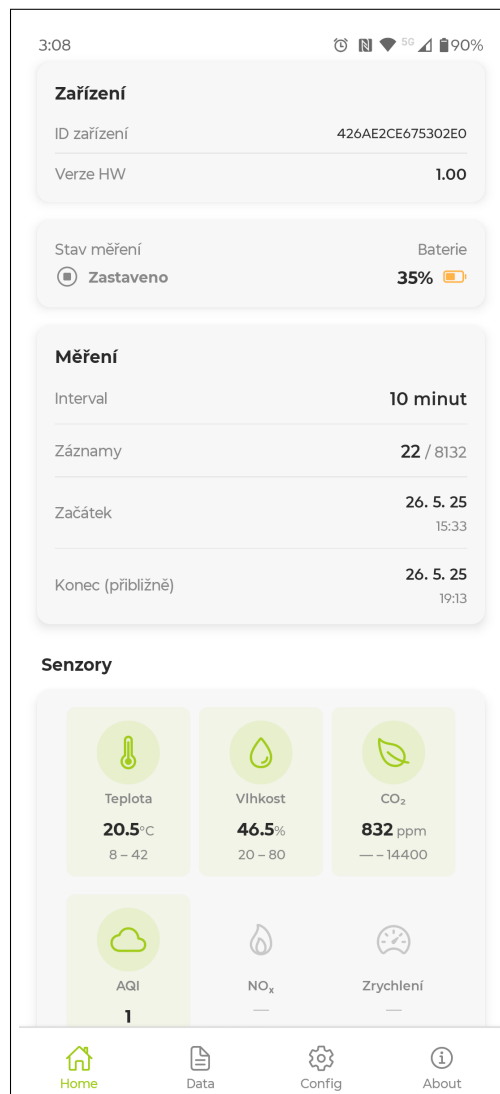 3:08 5G 90%
Zařízení
ID zařízení 426AE2CE675302E0
Verze HW 1.00
Stav měření Baterie
Zastaveno 35%
Měření
Interval 10 minut
Záznamy 22 / 8132
Začátek 26. 5. 25
15:33
Konec (přibližně) 26. 5. 25
19:13
Senzory
Teplota Vlhkost CO₂
20.5°C 46.5% 832 ppm
8 – 42 20 – 80 — – 14400
AQI NOₓ Zrychlení
1 — —
Home Data Config About